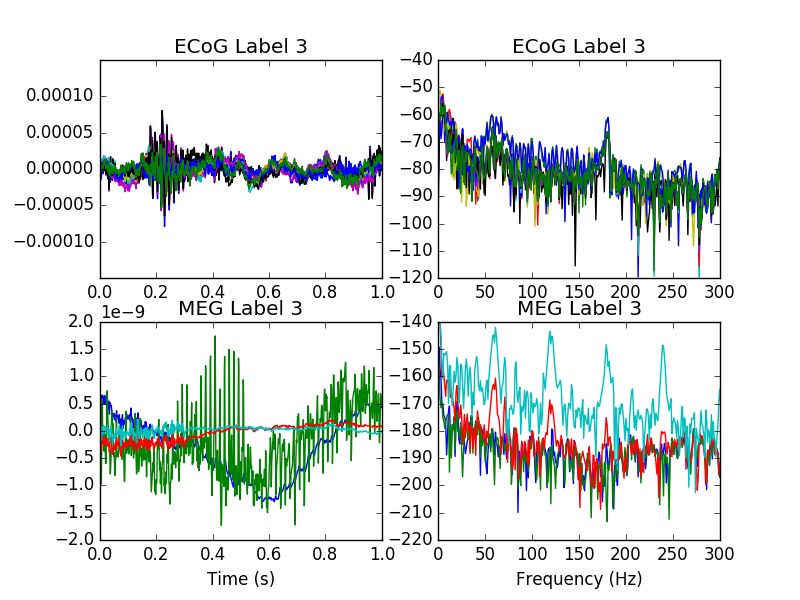 ECoG Label 3
0.00010
0.00005
0.00000
−0.00005
−0.00010
0.0 0.2 0.4 0.6 0.8 1.0
ECoG Label 3
−40
−50
−60
−70
−80
−90
−100
−110
−120
0 50 100 150 200 250 300
MEG Label 3
1e−9
2.0
1.5
1.0
0.5
0.0
−0.5
−1.0
−1.5
−2.0
0.0 0.2 0.4 0.6 0.8 1.0
Time (s)
MEG Label 3
−140
−150
−160
−170
−180
−190
−200
−210
−220
0 50 100 150 200 250 300
Frequency (Hz)